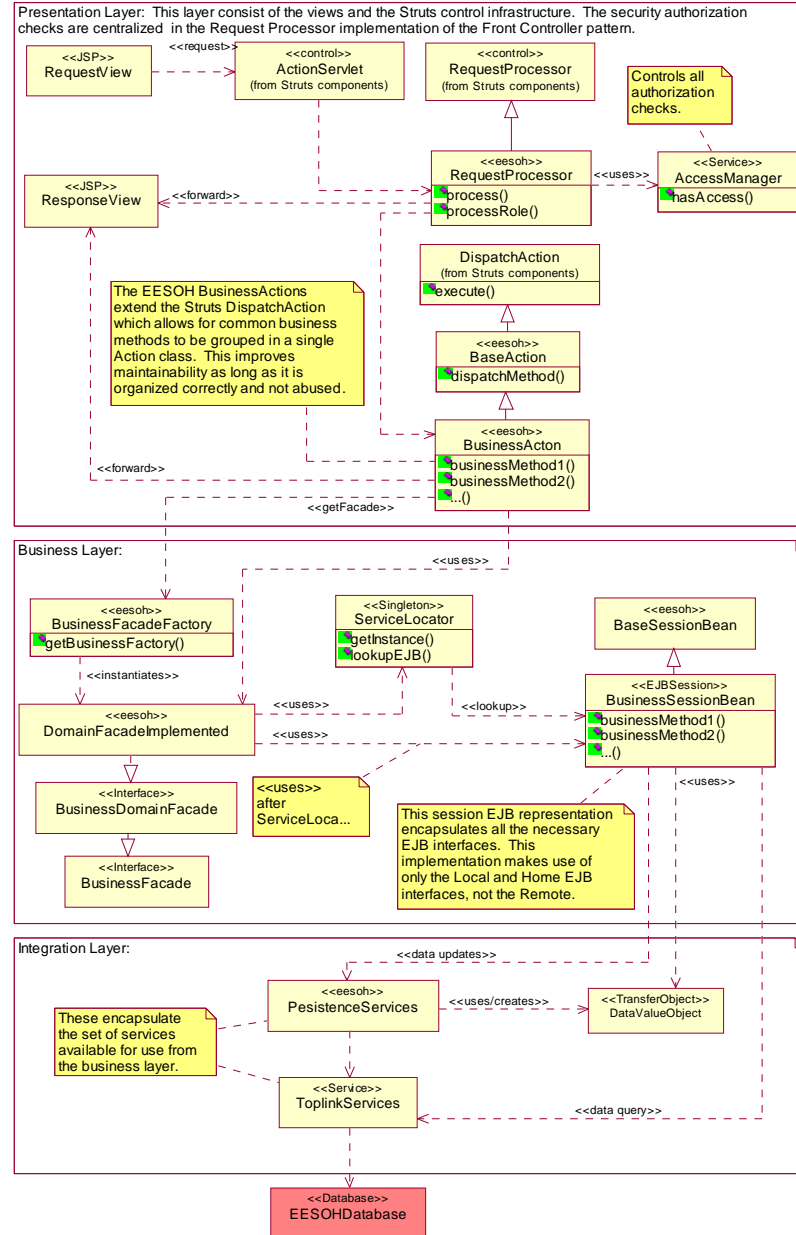 Presentation Layer:  This layer consist of the views and the Struts control infrastructure.  The security authorization
checks are centralized  in the Request Processor implementation of the Front Controller pattern.
<<JSP>>
RequestView
<<request>>
<<control>>
ActionServlet
(from Struts components)
<<control>>
RequestProcessor
(from Struts components)
Controls all
authorization
checks.
<<JSP>>
ResponseView
<<forward>>
<<eesoh>>
RequestProcessor
process()
processRole()
<<uses>>
<<Service>>
AccessManager
hasAccess()
DispatchAction
(from Struts components)
execute()
The EESOH BusinessActions
extend the Struts DispatchAction
which allows for common business
methods to be grouped in a single
Action class.  This improves
maintainability as long as it is
organized correctly and not abused.
<<eesoh>>
BaseAction
dispatchMethod()
<<eesoh>>
BusinessActon
businessMethod1()
businessMethod2()
...()
<<forward>>
<<getFacade>>
Business Layer:
<<uses>>
<<eesoh>>
BusinessFacadeFactory
getBusinessFactory()
<<Singleton>>
ServiceLocator
getInstance()
lookupEJB()
<<eesoh>>
BaseSessionBean
<<instantiates>>
<<lookup>>
<<EJBSession>>
BusinessSessionBean
businessMethod1()
businessMethod2()
...()
<<eesoh>>
DomainFacadeImplemented
<<uses>>
<<uses>>
<<uses>>
<<Interface>>
BusinessDomainFacade
<<uses>>
after
ServiceLoca...
This session EJB representation
encapsulates all the necessary
EJB interfaces.  This
implementation makes use of
only the Local and Home EJB
interfaces, not the Remote.
<<Interface>>
BusinessFacade
Integration Layer:
<<data updates>>
<<eesoh>>
PesistenceServices
<<uses/creates>>
<<TransferObject>>
DataValueObject
These encapsulate
the set of services
available for use from
the business layer.
<<Service>>
ToplinkServices
<<data query>>
<<Database>>
EESOHDatabase